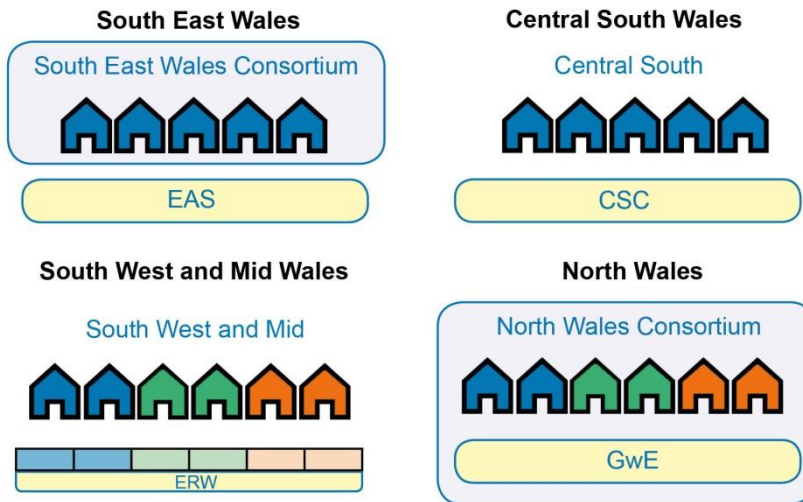 South East Wales
South East Wales Consortium
EAS
Central South Wales
Central South
CSC
South West and Mid Wales
South West and Mid
ERW
North Wales
North Wales Consortium
GwE